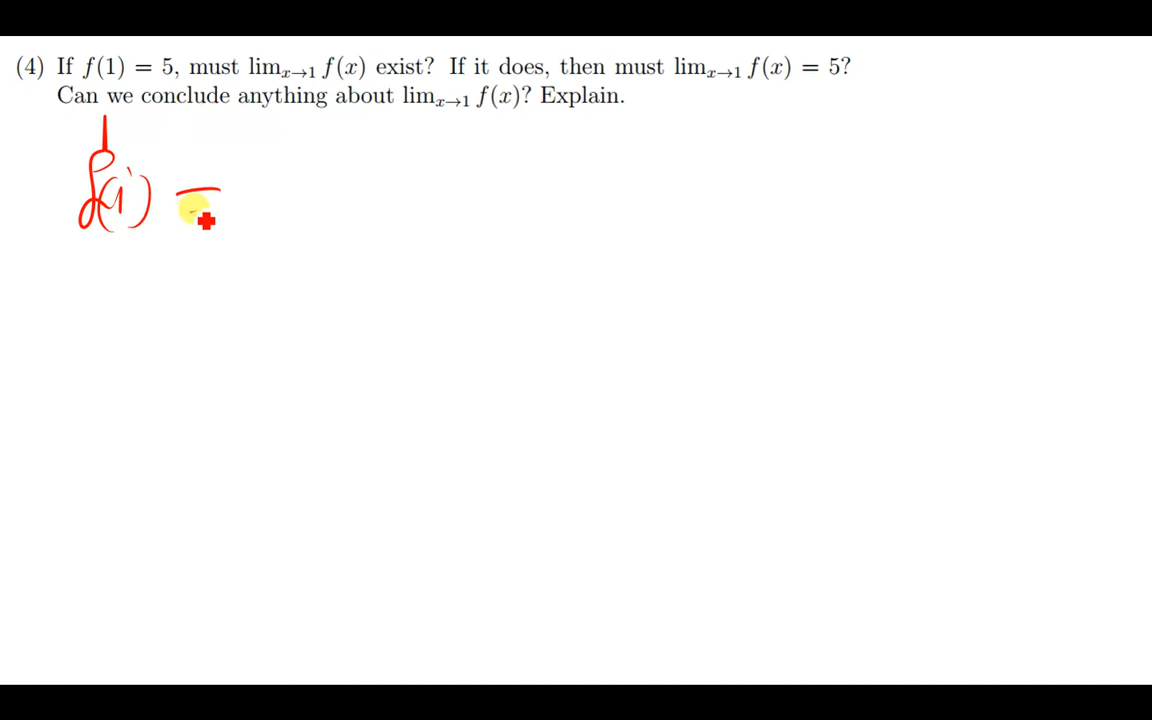 (4) If f(1) = 5, must lim_{x→1} f(x) exist? If it does, then must lim_{x→1} f(x) = 5?
Can we conclude anything about lim_{x→1} f(x)? Explain.
f(1) =